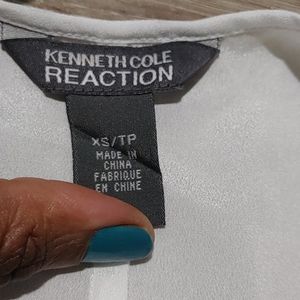 KENNETH COLE
REACTION
XS/TP
MADE IN
CHINA
FABRIQUE
EN CHINE